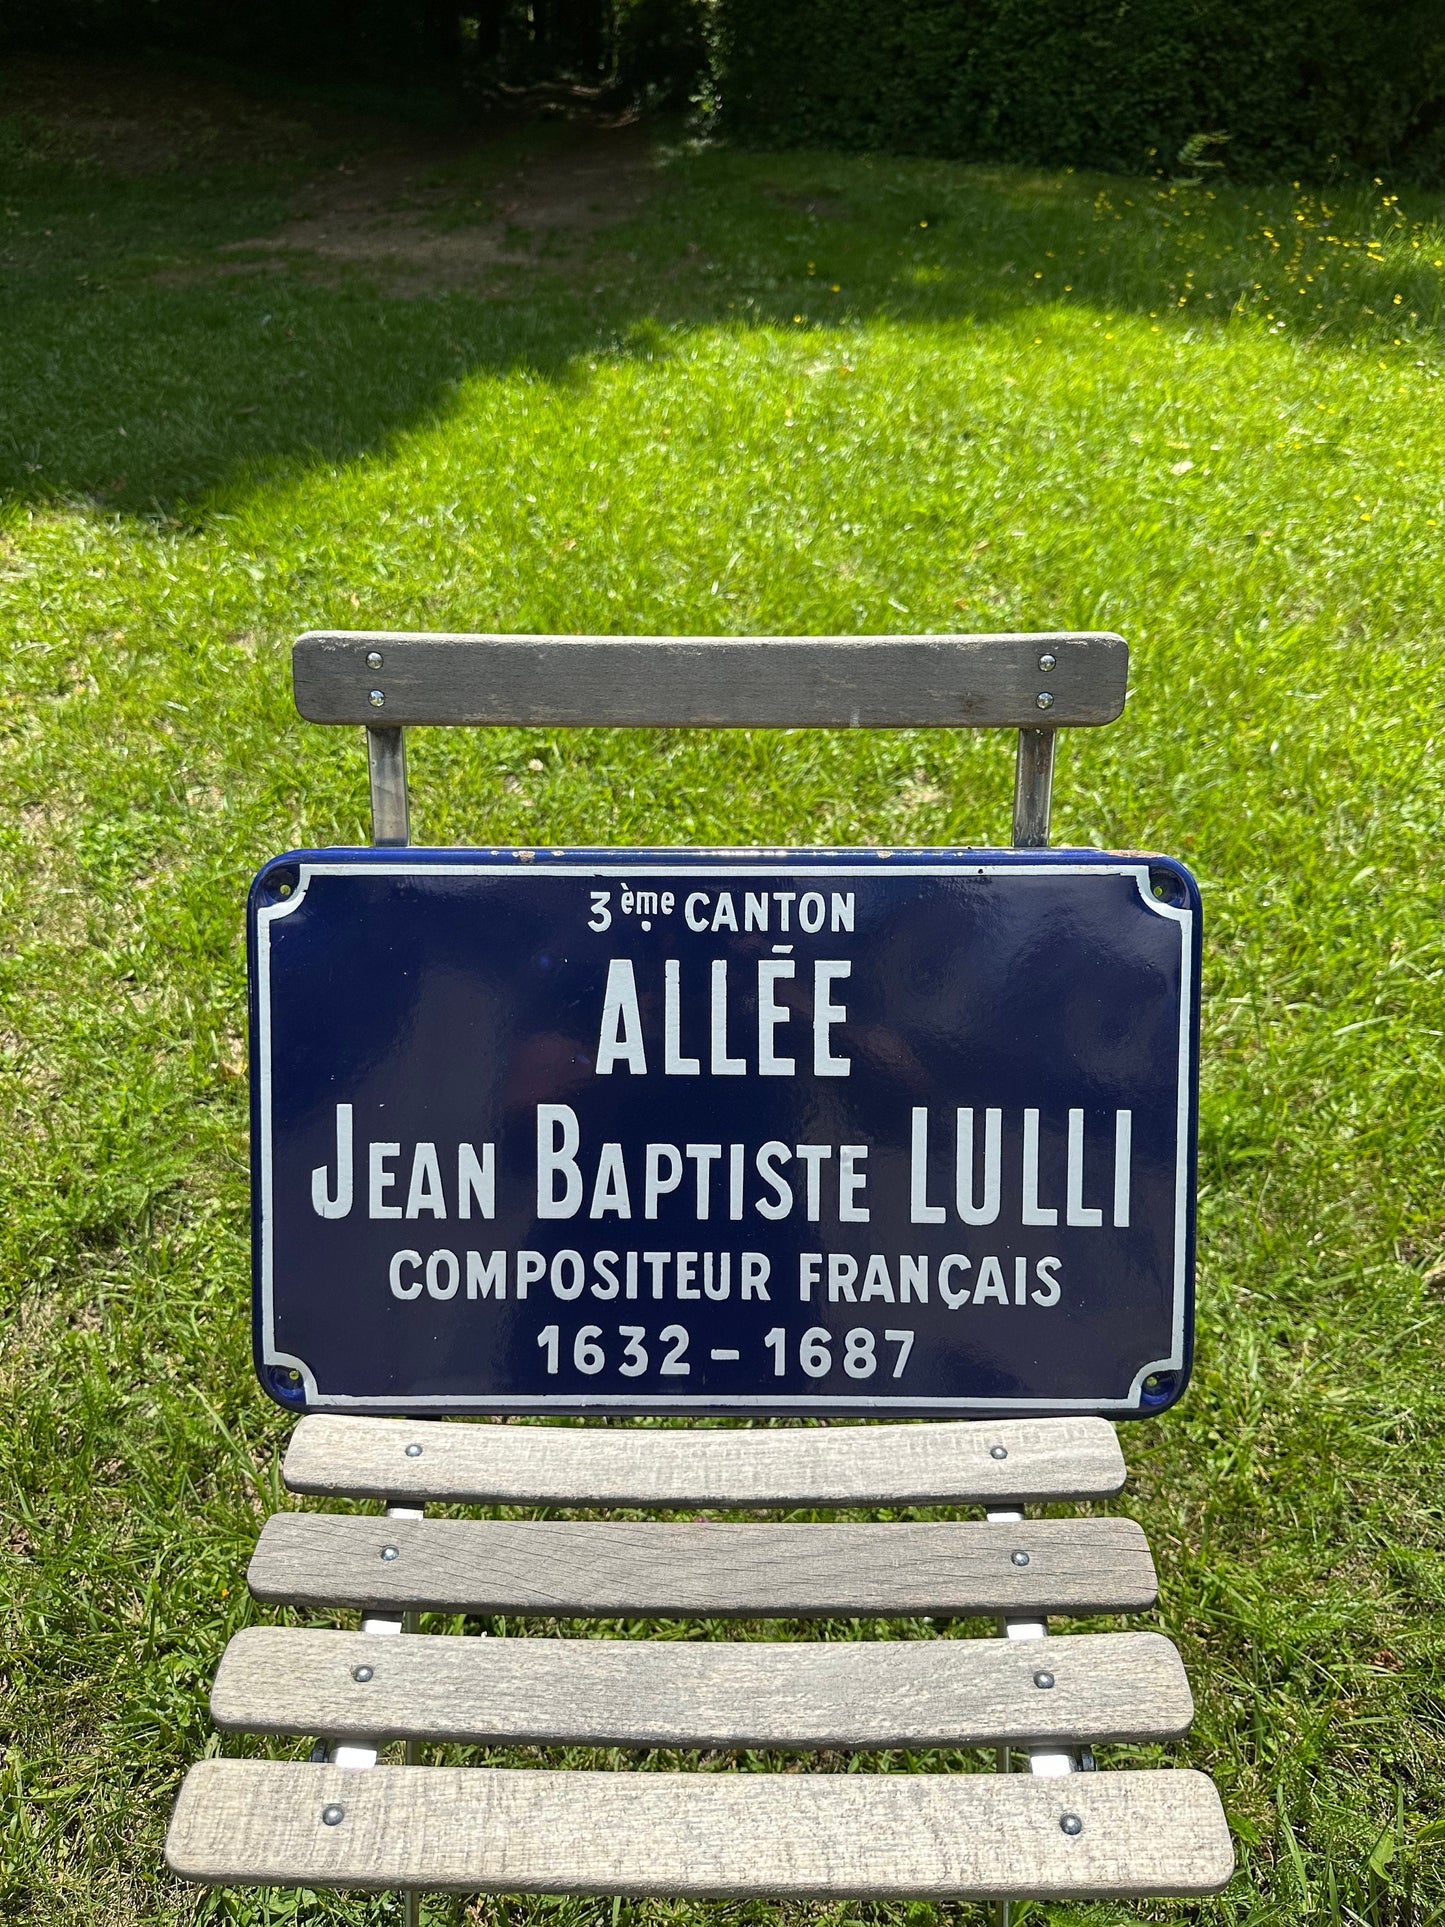 3ème CANTON
ALLÉE
JEAN BAPTISTE LULLI
COMPOSITEUR FRANÇAIS
1632 - 1687